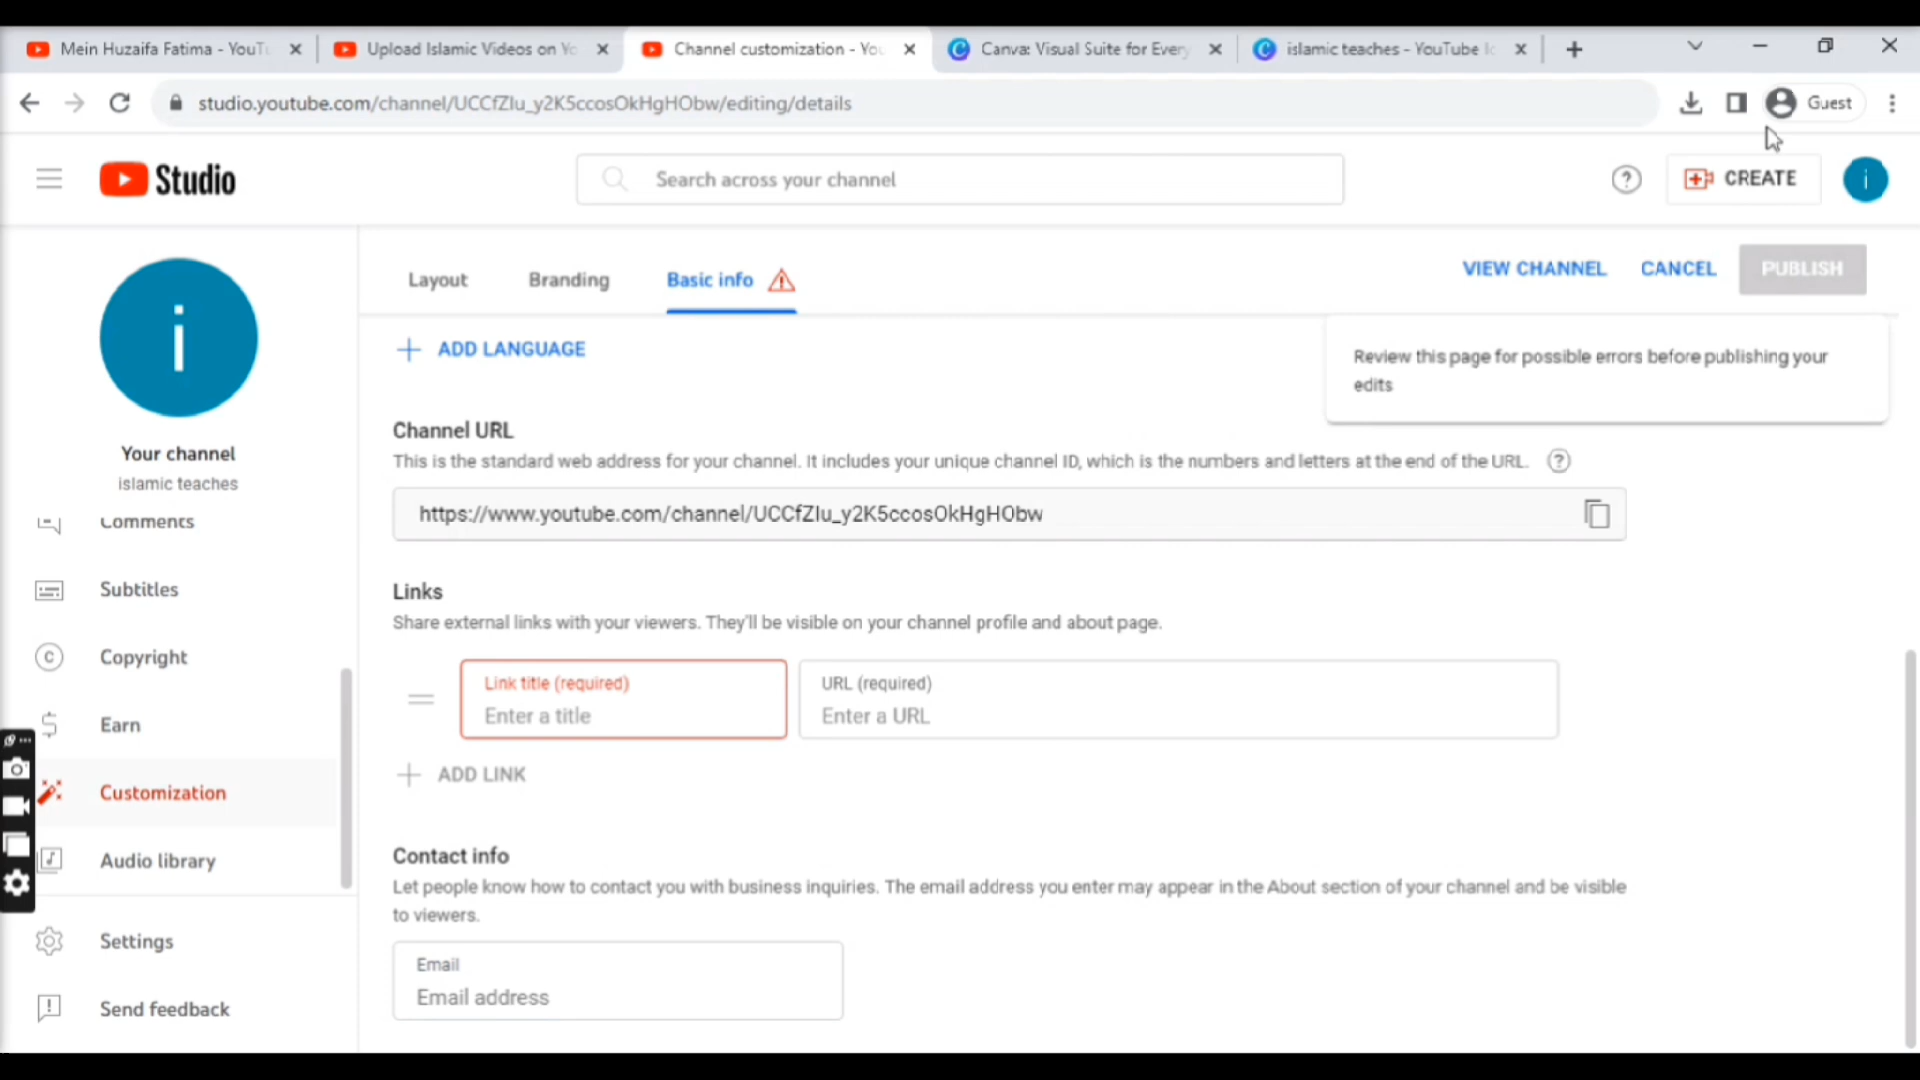 Mein Huzaifa Fatima - YouT
Upload Islamic Videos on Yo
Channel customization - You
Canva: Visual Suite for Every
islamic teaches - YouTube Ic
studio.youtube.com/channel/UCCfZIu_y2K5ccosOkHgHObw/editing/details
Guest
Studio
Search across your channel
CREATE
i
i
Your channel
islamic teaches
Comments
Subtitles
Copyright
Earn
Customization
Audio library
Settings
Send feedback
Layout
Branding
Basic info
VIEW CHANNEL
CANCEL
PUBLISH
Review this page for possible errors before publishing your
edits
ADD LANGUAGE
Channel URL
This is the standard web address for your channel. It includes your unique channel ID, which is the numbers and letters at the end of the URL.
https://www.youtube.com/channel/UCCfZIu_y2K5ccosOkHgHObw
Links
Share external links with your viewers. They'll be visible on your channel profile and about page.
Link title (required)
Enter a title
URL (required)
Enter a URL
ADD LINK
Contact info
Let people know how to contact you with business inquiries. The email address you enter may appear in the About section of your channel and be visible
to viewers.
Email
Email address